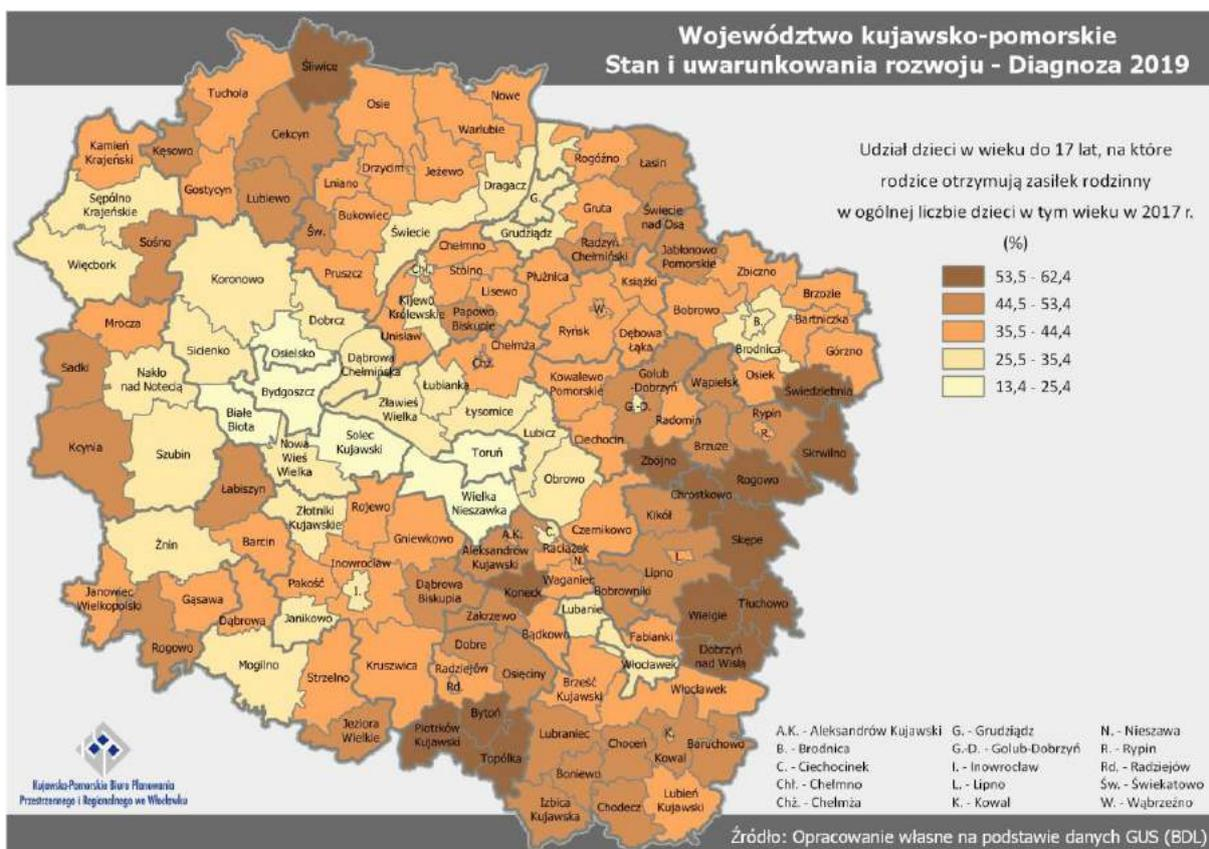 Województwo kujawsko-pomorskie
Stan i uwarunkowania rozwoju - Diagnoza 2019
Udział dzieci w wieku do 17 lat, na które
rodzice otrzymują zasiłek rodzinny
w ogólnej liczbie dzieci w tym wieku w 2017 r.
(%)
53,5 - 62,4
44,5 - 53,4
35,5 - 44,4
25,5 - 35,4
13,4 - 25,4
Śliwice
Tuchola
Osie
Nowe
Warlubie
Cekcyn
Kamień
Krajeński
Kęsowo
Gostycyn
Lubiewo
Lniano
Drzycim
Jeżewo
Dragacz
G.
Grudziądz
Rogóźno
Łasin
Gruta
Świecie
nad Osą
Sępólno
Krajeńskie
Św.
Bukowiec
Świecie
Sośno
Więcbork
Koronowo
Pruszcz
Chełmno
Chł.
Stolno
Lisewo
Kijewo
Królewskie
Papowo
Biskupie
Unisław
Radzyń
Chełmiński
Jabłonowo
Pomorskie
Płużnica
Książki
W.
Ryńsk
Dębowa
Łąka
Zbiczno
Bobrowo
Brzozie
Bartniczka
B.
Brodnica
Górzno
Mrocza
Sicienko
Dobrcz
Osielsko
Dąbrowa
Chełmińska
Chełmża
Chż.
Sadki
Nakło
nad Notecią
Bydgoszcz
Białe
Błota
Zławieś
Wielka
Łubianka
Łysomice
Kowalewo
Pomorskie
Golub
-Dobrzyń
G.-D.
Wąpielsk
Osiek
Świedziebnia
Radomin
Rypin
R.
Brzuze
Skrwilno
Kcynia
Szubin
Nowa
Wieś
Wielka
Solec
Kujawski
Toruń
Lubicz
Ciechocin
Zbójno
Rogowo
Łabiszyn
Wielka
Nieszawka
Obrowo
Chrostkowo
Złotniki
Kujawskie
Rojewo
Gniewkowo
Czernikowo
Kikół
Skępe
Żnin
Barcin
A.K.
Aleksandrów
Kujawski
C.
Raciążek
N.
L.
Lipno
Inowrocław
I.
Pakość
Janikowo
Dąbrowa
Biskupia
Koneck
Waganiec
Bobrowniki
Wielgie
Tłuchowo
Janowiec
Wielkopolski
Gąsawa
Dąbrowa
Rogowo
Mogilno
Strzelno
Kruszwica
Zakrzewo
Lubanie
Bądkowo
Fabianki
Dobrzyń
nad Wisłą
Dobre
Radziejów
Rd.
Osięciny
Brześć
Kujawski
Włocławek
Włocławek
Jeziora
Wielkie
Piotrków
Kujawski
Bytoń
Topólka
Lubraniec
Choceń
K.
Kowal
Baruchowo
Boniewo
Izbica
Kujawska
Chodecz
Lubień
Kujawski
A.K. - Aleksandrów Kujawski
B. - Brodnica
C. - Ciechocinek
Chł. - Chełmno
Chż. - Chełmża
G. - Grudziądz
G.-D. - Golub-Dobrzyń
I. - Inowrocław
L. - Lipno
K. - Kowal
N. - Nieszawa
R. - Rypin
Rd. - Radziejów
Św. - Świekatowo
W. - Wąbrzeźno
Kujawsko-Pomorskie Biuro Planowania
Przestrzennego i Regionalnego we Włocławku
Źródło: Opracowanie własne na podstawie danych GUS (BDL)